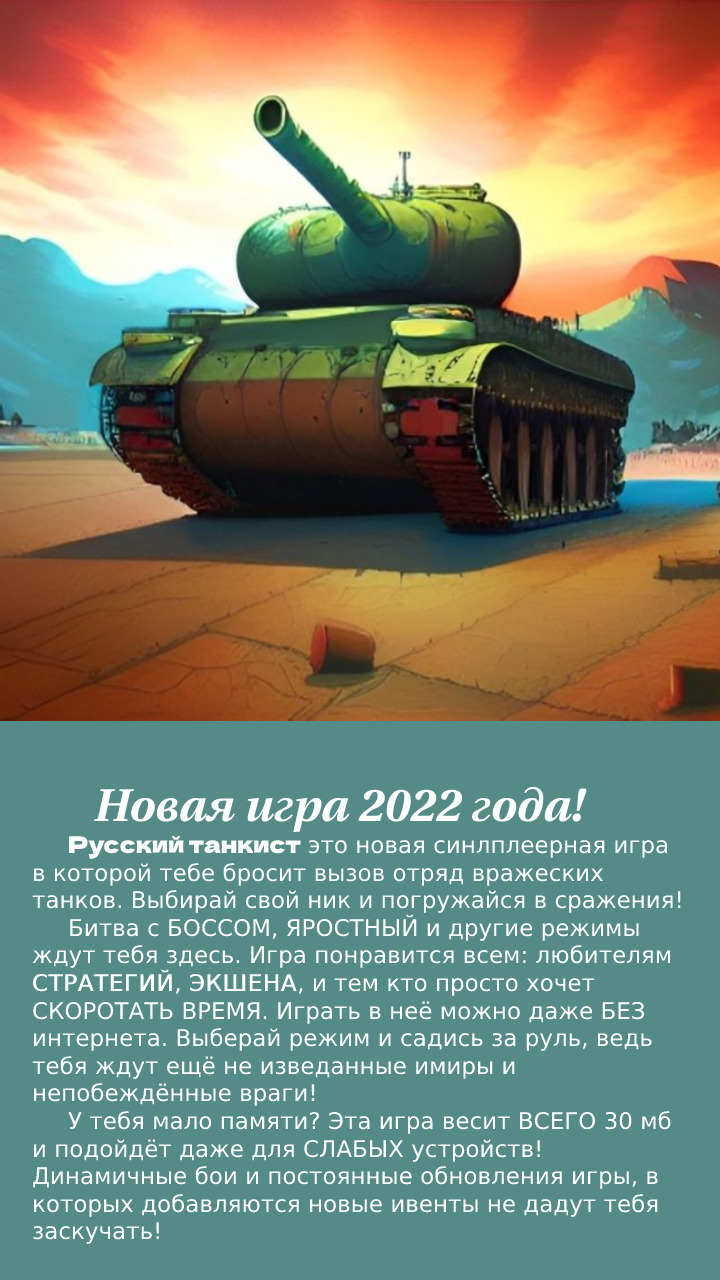 Новая игра 2022 года!
Русский танкист это новая синлплеерная игра
в которой тебе бросит вызов отряд вражеских
танков. Выбирай свой ник и погружайся в сражения!
Битва с БОССОМ, ЯРОСТНЫЙ и другие режимы
ждут тебя здесь. Игра понравится всем: любителям
СТРАТЕГИЙ, ЭКШЕНА, и тем кто просто хочет
СКОРОТАТЬ ВРЕМЯ. Играть в неё можно даже БЕЗ
интернета. Выберай режим и садись за руль, ведь
тебя ждут ещё не изведанные имиры и
непобеждённые враги!
У тебя мало памяти? Эта игра весит ВСЕГО 30 мб
и подойдёт даже для СЛАБЫХ устройств!
Динамичные бои и постоянные обновления игры, в
которых добавляются новые ивенты не дадут тебя
заскучать!